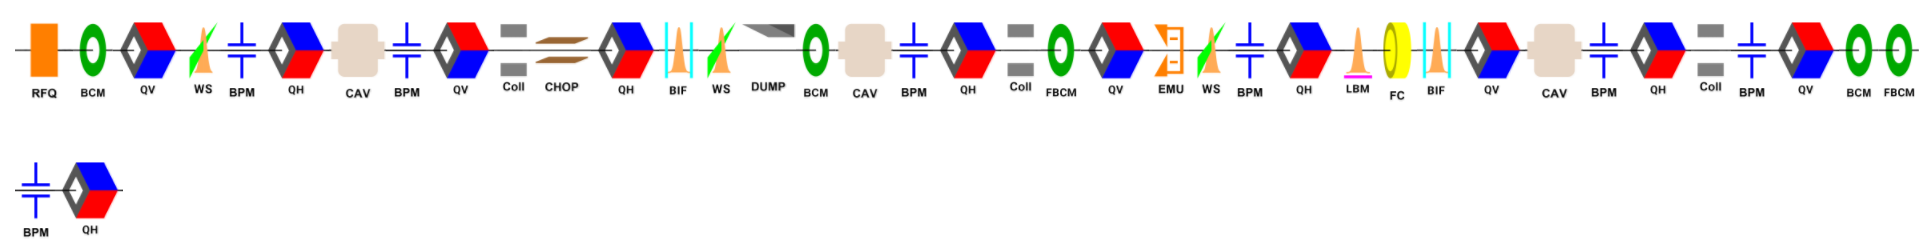 RFQ BCM QV WS BPM QH CAV BPM QV Coll CHOP QH BIF WS DUMP BCM CAV BPM QH Coll FBCM QV EMU WS BPM QH LBM FC BIF QV CAV BPM QH Coll BPM QV BCM FBCM
BPM QH